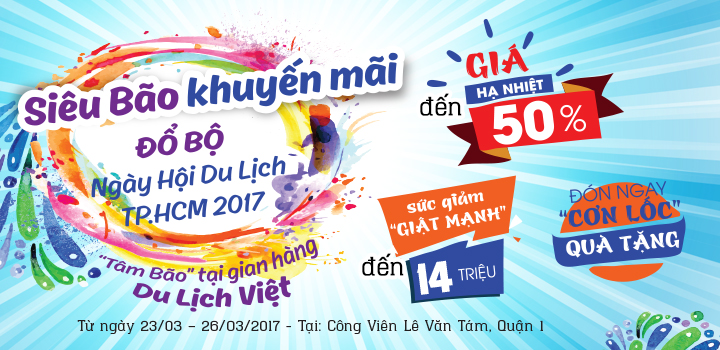 Siêu Bão khuyến mãi
ĐỔ BỘ
Ngày Hội Du Lịch
TP.HCM 2017
"Tâm Bão" tại gian hàng
Du Lịch Việt
GIÁ
HẠ NHIỆT
đến 50%
sức giảm
"GIẬT MẠNH"
đến 14 TRIỆU
ĐÓN NGAY
"CƠN LỐC"
QUÀ TẶNG
Từ ngày 23/03 – 26/03/2017 - Tại: Công Viên Lê Văn Tám, Quận 1